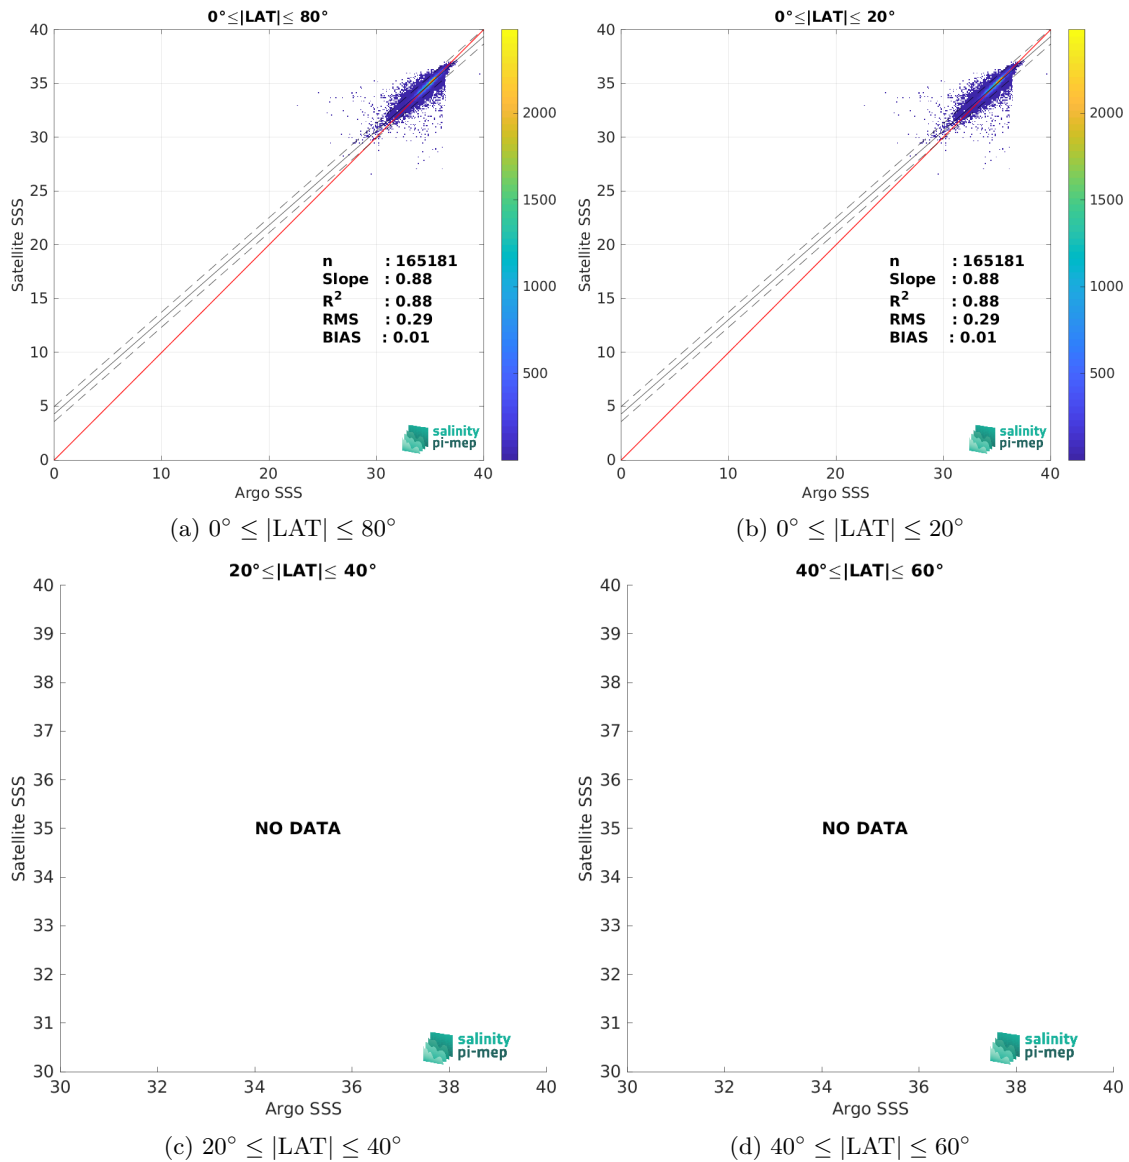 0°≤|LAT|≤ 80°
40
35
30
25
20
15
10
5
0
Satellite SSS
n : 165181
Slope : 0.88
R² : 0.88
RMS : 0.29
BIAS : 0.01
salinity
pi-mep
0 10 20 30 40
Argo SSS
2000
1500
1000
500
(a) 0° ≤ |LAT| ≤ 80°
0°≤|LAT|≤ 20°
40
35
30
25
20
15
10
5
0
Satellite SSS
n : 165181
Slope : 0.88
R² : 0.88
RMS : 0.29
BIAS : 0.01
salinity
pi-mep
0 10 20 30 40
Argo SSS
2000
1500
1000
500
(b) 0° ≤ |LAT| ≤ 20°
20°≤|LAT|≤ 40°
40
39
38
37
36
35
34
33
32
31
30
Satellite SSS
NO DATA
salinity
pi-mep
30 32 34 36 38 40
Argo SSS
(c) 20° ≤ |LAT| ≤ 40°
40°≤|LAT|≤ 60°
40
39
38
37
36
35
34
33
32
31
30
Satellite SSS
NO DATA
salinity
pi-mep
30 32 34 36 38 40
Argo SSS
(d) 40° ≤ |LAT| ≤ 60°